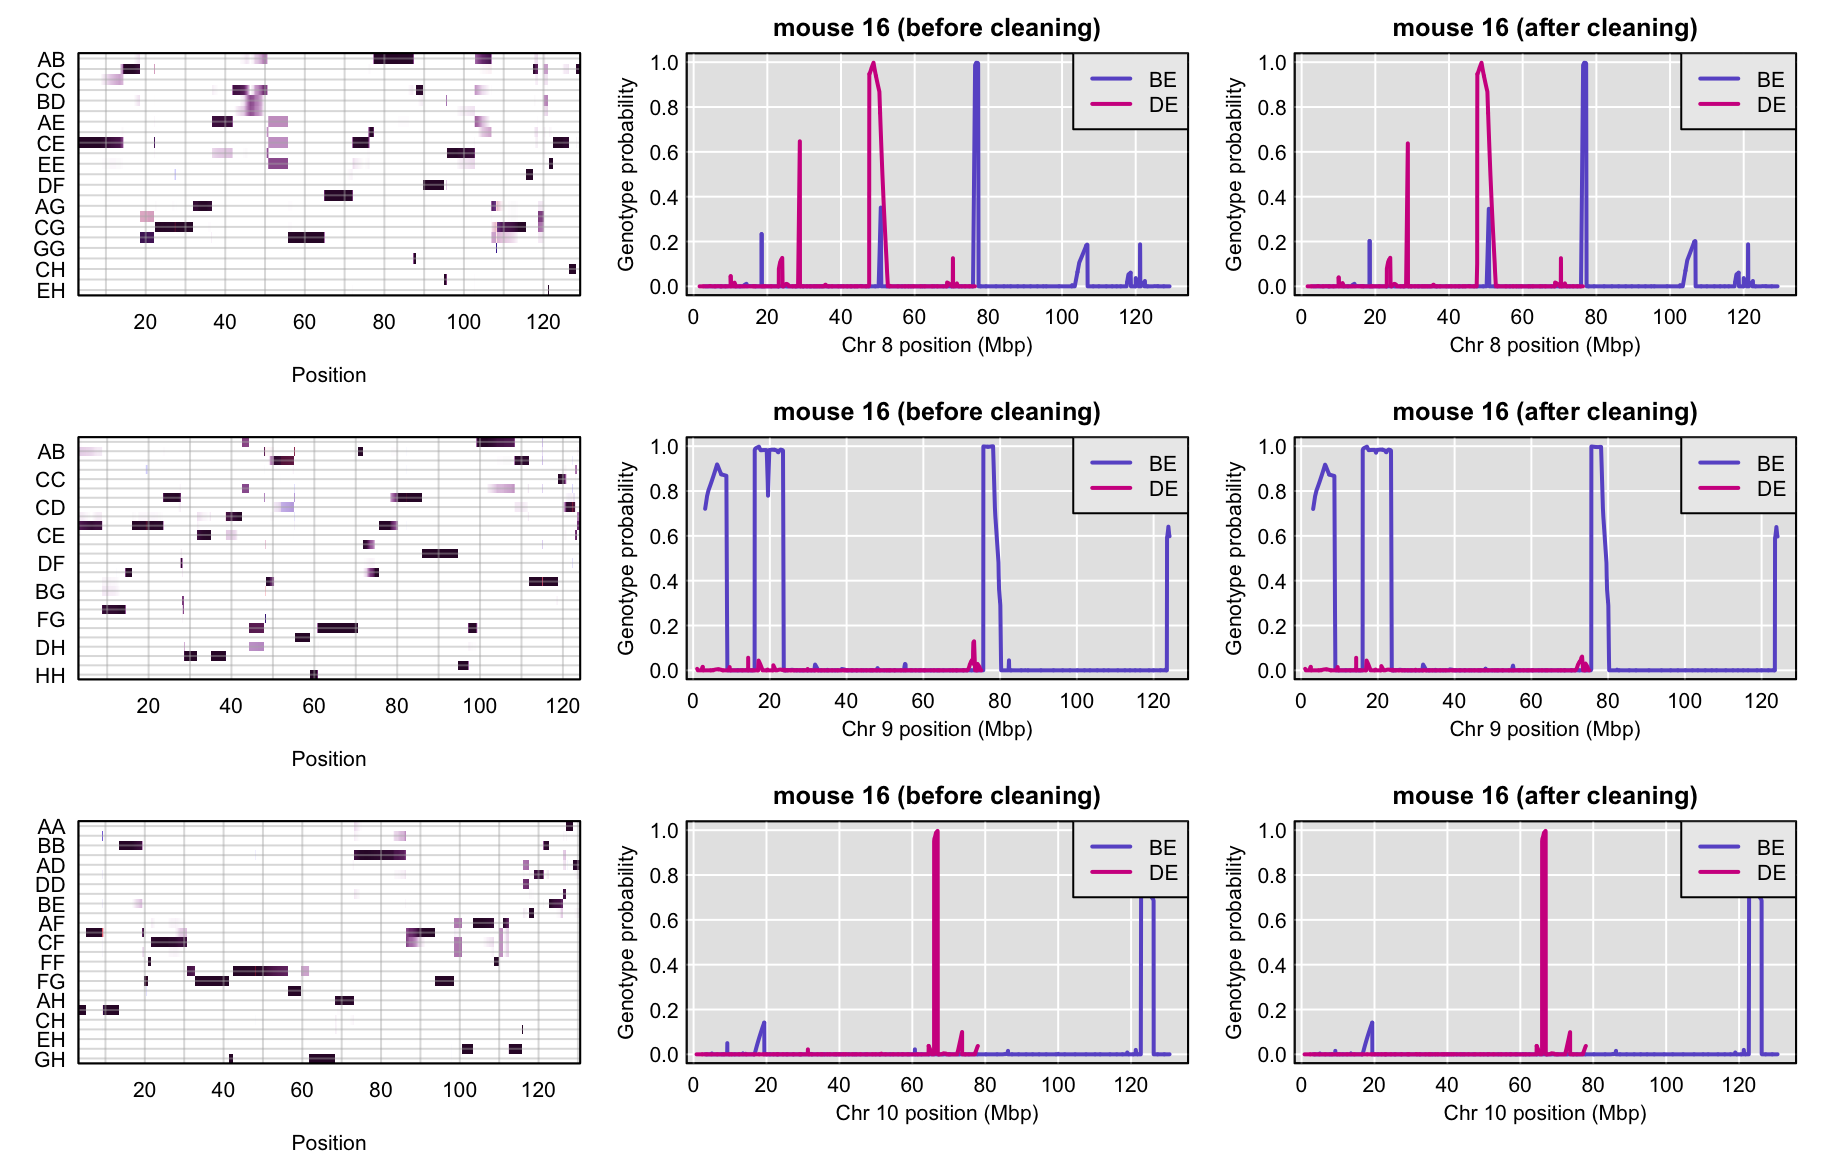 AB
CC
BD
AE
CE
EE
DF
AG
CG
GG
CH
EH
20 40 60 80 100 120
Position
mouse 16 (before cleaning)
Genotype probability
1.0
0.8
0.6
0.4
0.2
0.0
BE
DE
0 20 40 60 80 100 120
Chr 8 position (Mbp)
mouse 16 (after cleaning)
Genotype probability
1.0
0.8
0.6
0.4
0.2
0.0
BE
DE
0 20 40 60 80 100 120
Chr 8 position (Mbp)
AB
CC
CD
CE
DF
BG
FG
DH
HH
20 40 60 80 100 120
Position
mouse 16 (before cleaning)
Genotype probability
1.0
0.8
0.6
0.4
0.2
0.0
BE
DE
0 20 40 60 80 100 120
Chr 9 position (Mbp)
mouse 16 (after cleaning)
Genotype probability
1.0
0.8
0.6
0.4
0.2
0.0
BE
DE
0 20 40 60 80 100 120
Chr 9 position (Mbp)
AA
BB
AD
DD
BE
AF
CF
FF
FG
AH
CH
EH
GH
20 40 60 80 100 120
Position
mouse 16 (before cleaning)
Genotype probability
1.0
0.8
0.6
0.4
0.2
0.0
BE
DE
0 20 40 60 80 100 120
Chr 10 position (Mbp)
mouse 16 (after cleaning)
Genotype probability
1.0
0.8
0.6
0.4
0.2
0.0
BE
DE
0 20 40 60 80 100 120
Chr 10 position (Mbp)